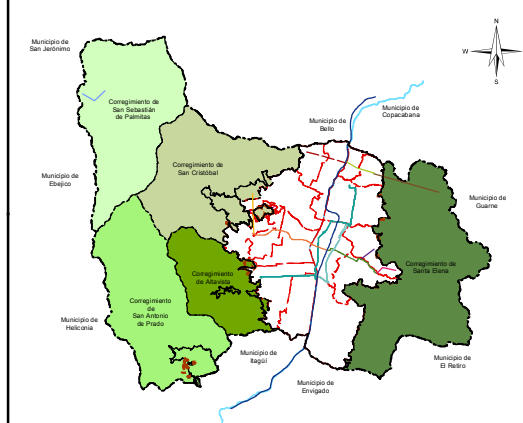 N
W
E
S
Municipio de
San Jerónimo
Corregimiento de
San Sebastián
de Palmitas
Municipio de
Copacabana
Municipio de
Bello
Corregimiento de
San Cristóbal
Municipio de
Ebejico
Municipio de
Guarne
Corregimiento de
Santa Elena
Corregimiento
de Altavista
Corregimiento
de
San Antonio
de Prado
Municipio de
Heliconia
Municipio de
Itagüí
Municipio de
El Retiro
Municipio de
Envigado